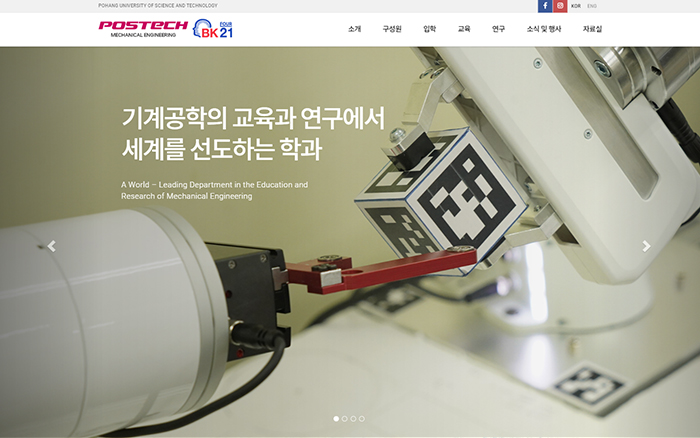 POHANG UNIVERSITY OF SCIENCE AND TECHNOLOGY
KOR
ENG
POSTECH
MECHANICAL ENGINEERING
BK FOUR 21
소개
구성원
입학
교육
연구
소식 및 행사
자료실
기계공학의 교육과 연구에서
세계를 선도하는 학과
A World – Leading Department in the Education and
Research of Mechanical Engineering